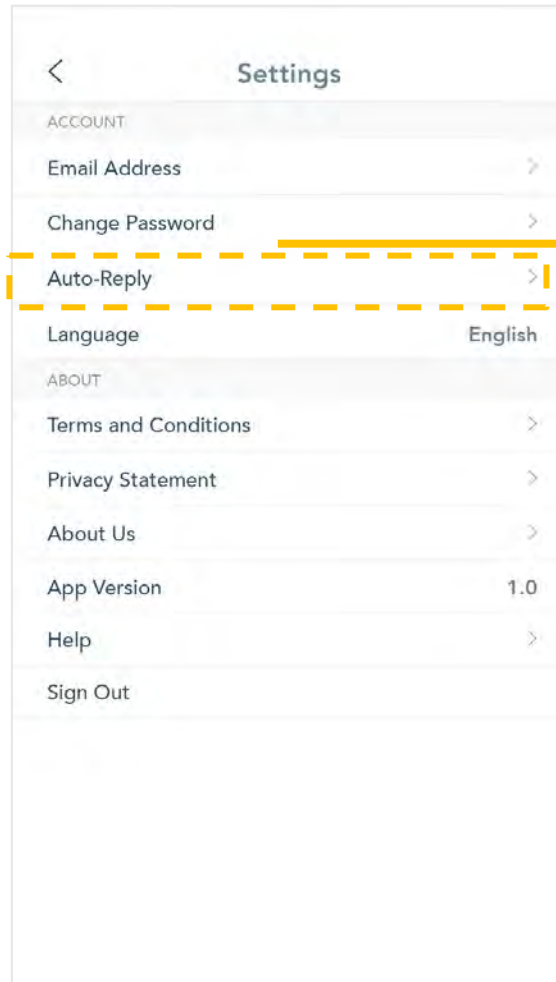 Settings
ACCOUNT
Email Address
Change Password
Auto-Reply
Language English
ABOUT
Terms and Conditions
Privacy Statement
About Us
App Version 1.0
Help
Sign Out